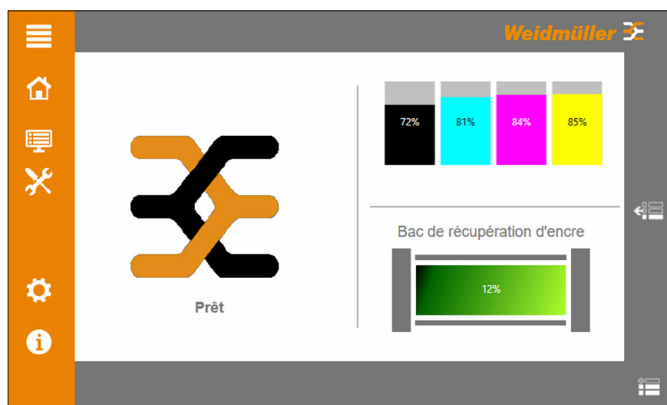 Weidmüller
72%
81%
84%
85%
Bac de récupération d'encre
12%
Prêt